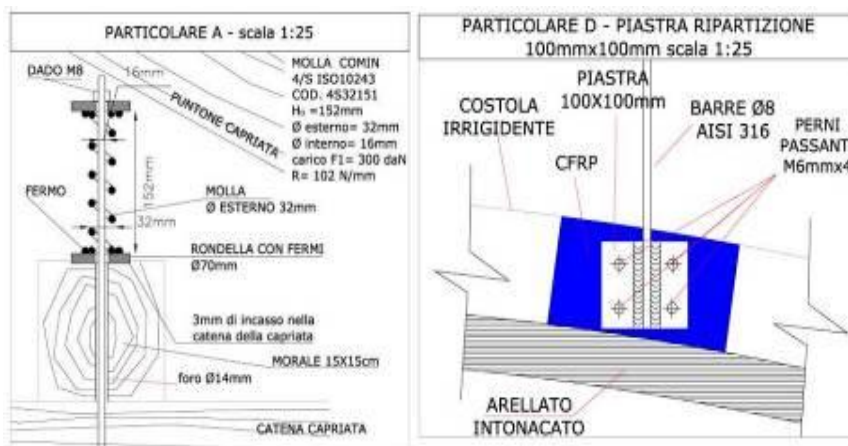 PARTICOLARE A - scala 1:25
DADO M8
16mm
PUNTONE CAPRIATA
MOLLA COMIN
4/S ISO10243
COD. 4S32151
H₀ =152mm
Ø esterno= 32mm
Ø interno= 16mm
carico F1= 300 daN
R= 102 N/mm
152mm
FERMO
MOLLA
Ø ESTERNO 32mm
32mm
RONDELLA CON FERMI
Ø70mm
3mm di incasso nella
catena della capriata
MORALE 15X15cm
foro Ø14mm
CATENA CAPRIATA
PARTICOLARE D - PIASTRA RIPARTIZIONE
100mmx100mm scala 1:25
PIASTRA
100X100mm
COSTOLA
IRRIGIDENTE
BARRE Ø8
AISI 316
PERNI
PASSANT
M6mmx4
CFRP
ARELLATO
INTONACATO